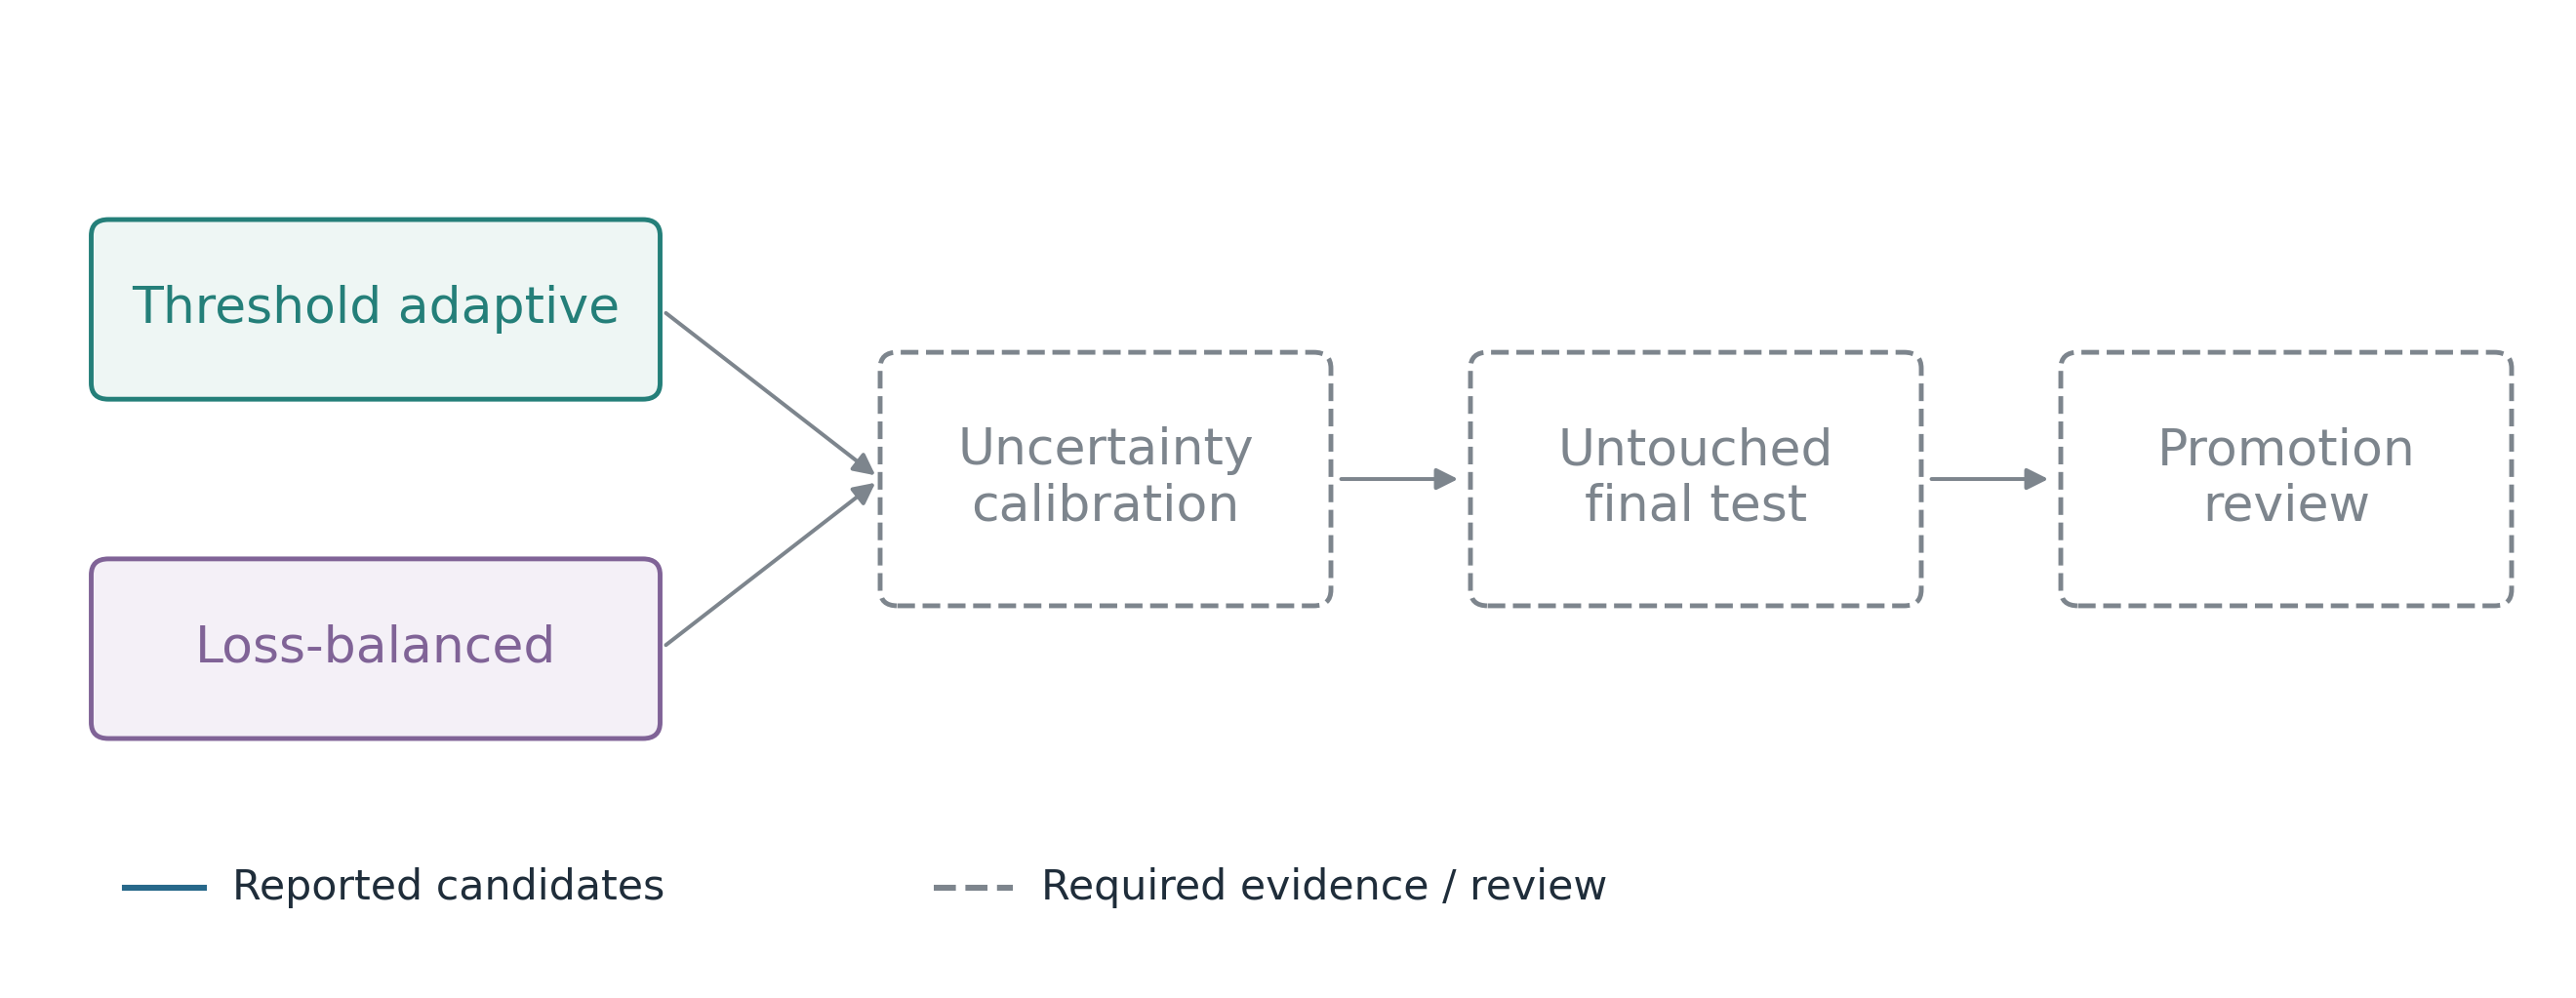 Threshold adaptive
Loss-balanced
Uncertainty
calibration
Untouched
final test
Promotion
review
Reported candidates
Required evidence / review